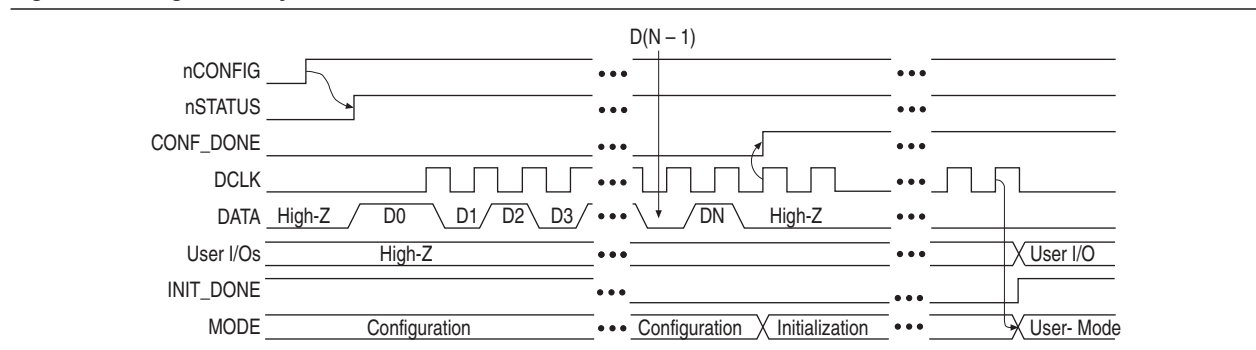 D(N – 1)
nCONFIG
nSTATUS
CONF_DONE
DCLK
DATA High-Z D0 D1 D2 D3 DN High-Z
User I/Os High-Z User I/O
INIT_DONE
MODE Configuration Configuration Initialization User- Mode